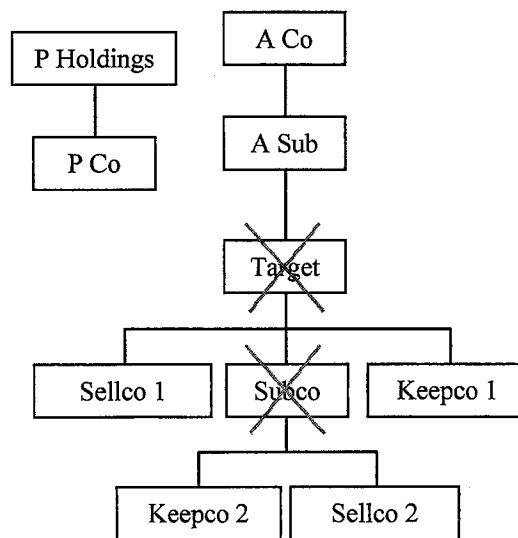 A Co
P Holdings
A Sub
P Co
Target
Sellco 1
Subco
Keepco 1
Keepco 2
Sellco 2